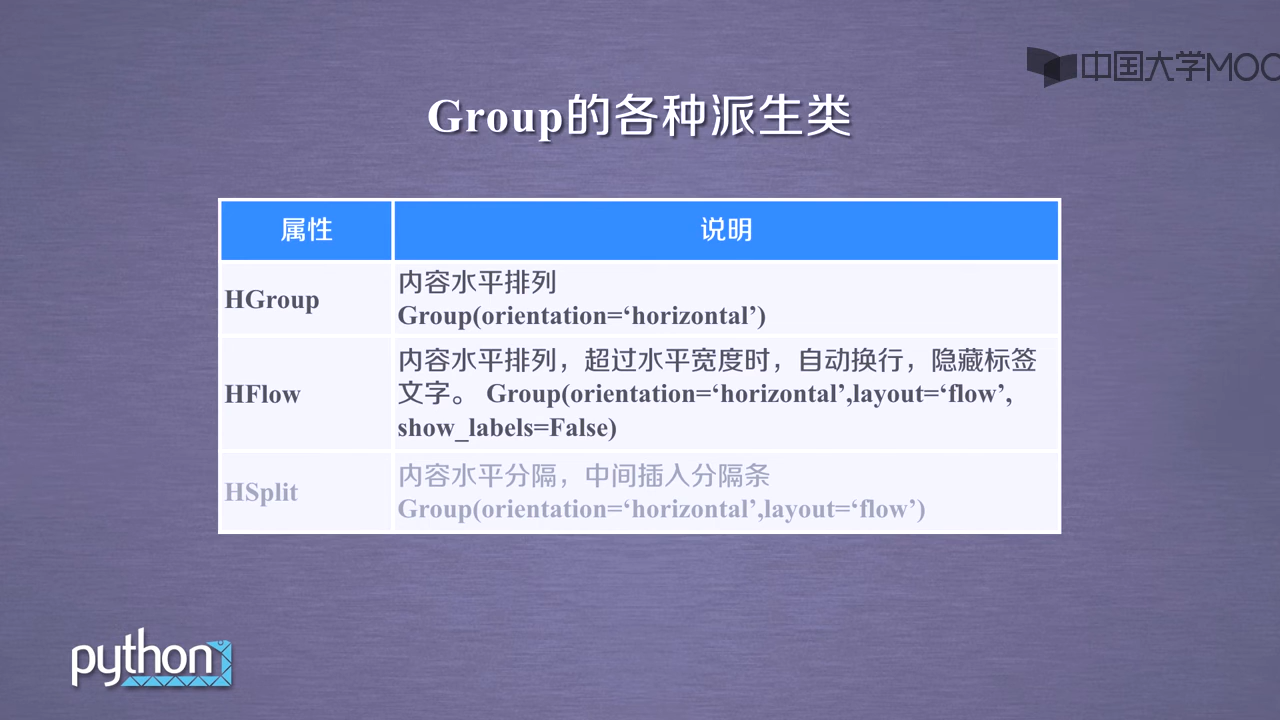 中国大学MOO
Group的各种派生类
属性
说明
HGroup
内容水平排列
Group(orientation=‘horizontal’)
HFlow
内容水平排列，超过水平宽度时，自动换行，隐藏标签
文字。 Group(orientation=‘horizontal’,layout=‘flow’,
show_labels=False)
HSplit
内容水平分隔，中间插入分隔条
Group(orientation=‘horizontal’,layout=‘flow’)
python